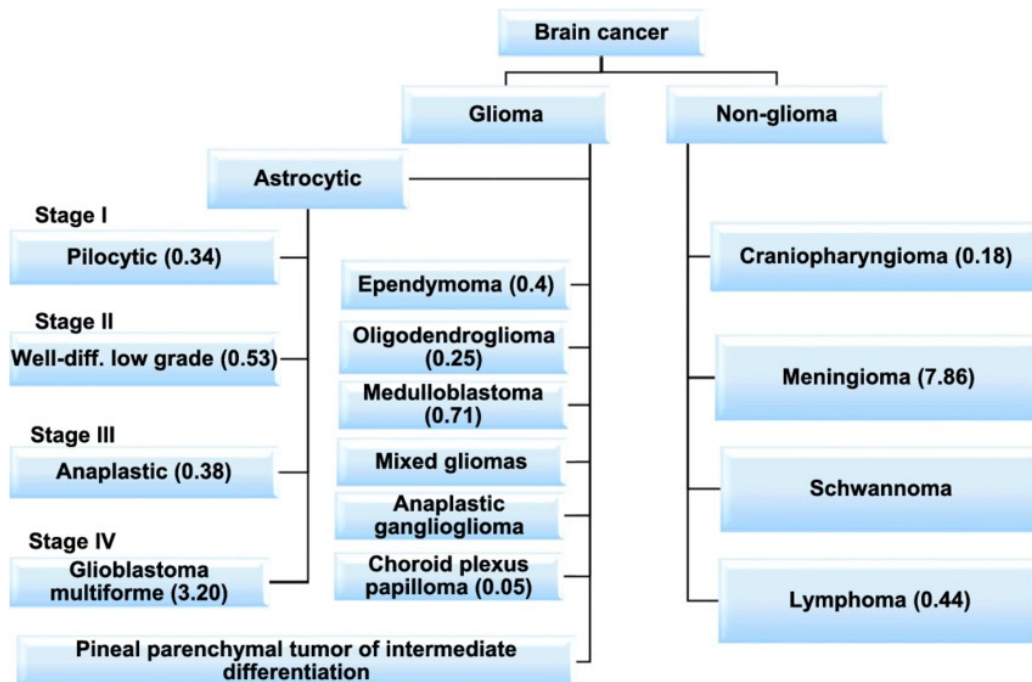 Brain cancer
Glioma
Non-glioma
Astrocytic
Stage I
Pilocytic (0.34)
Stage II
Well-diff. low grade (0.53)
Stage III
Anaplastic (0.38)
Stage IV
Glioblastoma
multiforme (3.20)
Ependymoma (0.4)
Oligodendroglioma
(0.25)
Medulloblastoma
(0.71)
Mixed gliomas
Anaplastic
ganglioglioma
Choroid plexus
papilloma (0.05)
Pineal parenchymal tumor of intermediate
differentiation
Craniopharyngioma (0.18)
Meningioma (7.86)
Schwannoma
Lymphoma (0.44)